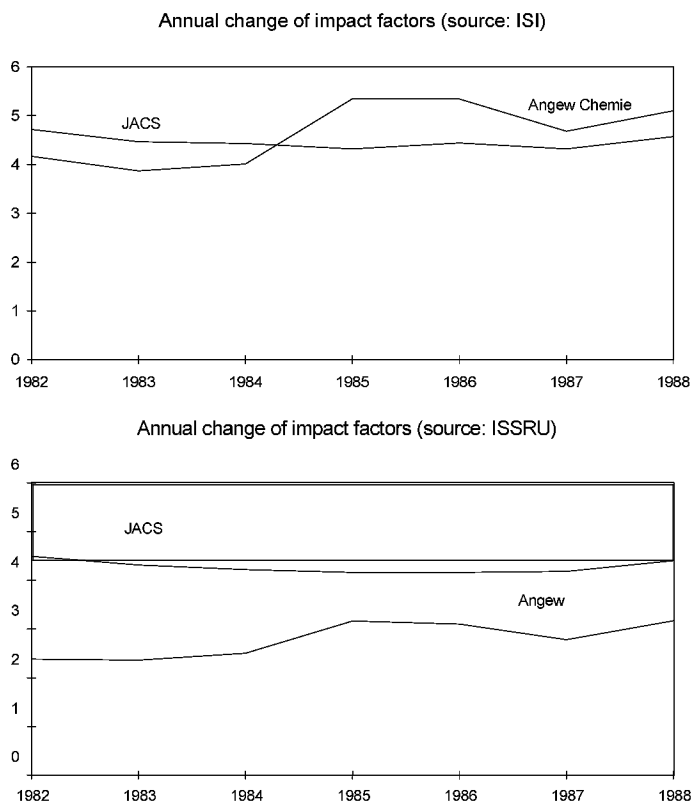 Annual change of impact factors (source: ISI)
6
5
4
3
2
1
0
JACS
Angew Chemie
1982 1983 1984 1985 1986 1987 1988
Annual change of impact factors (source: ISSRU)
6
5
4
3
2
1
0
JACS
Angew
1982 1983 1984 1985 1986 1987 1988